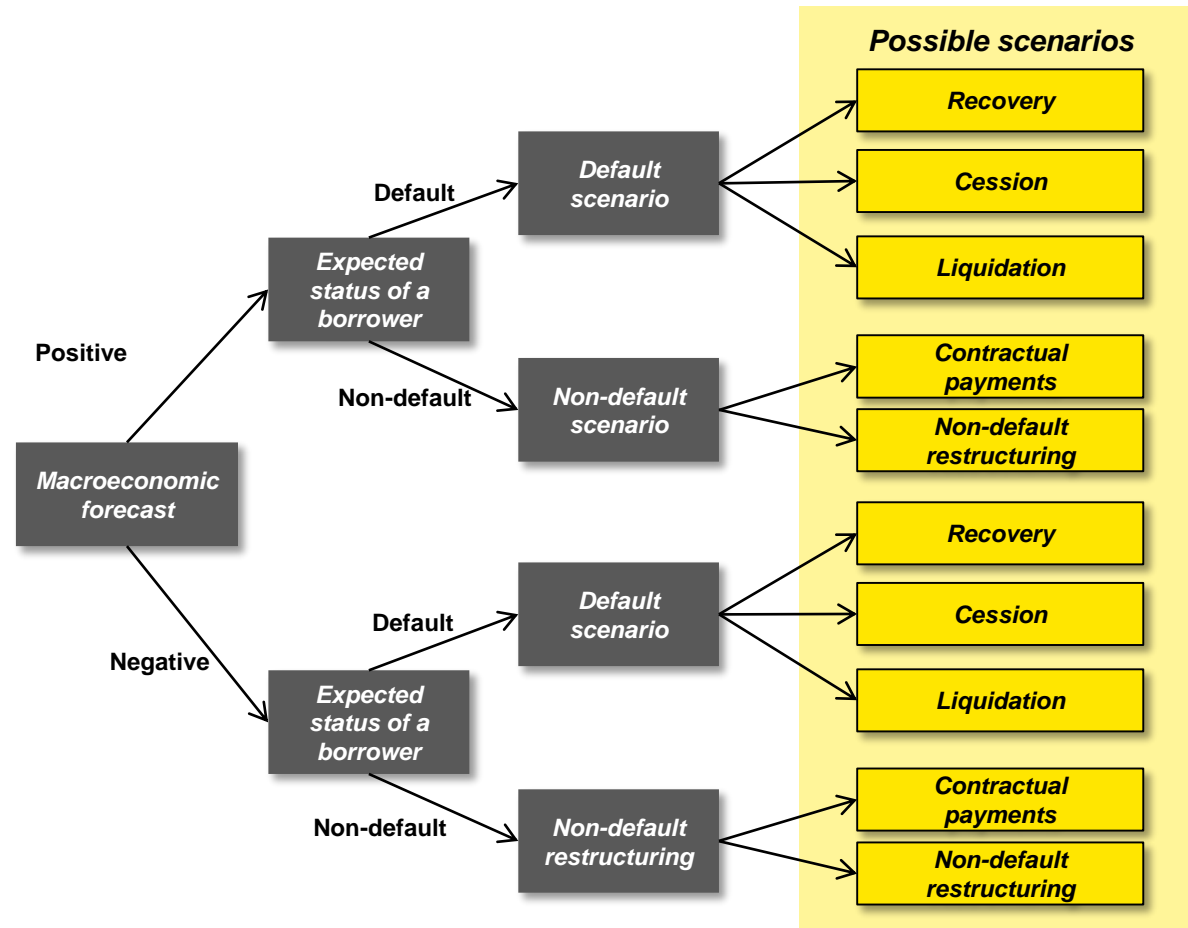 Possible scenarios
Recovery
Default
scenario
Cession
Default
Expected
status of a
borrower
Liquidation
Positive
Contractual
payments
Non-default
Non-default
scenario
Non-default
restructuring
Macroeconomic
forecast
Recovery
Default
scenario
Cession
Default
Negative
Expected
status of a
borrower
Liquidation
Contractual
payments
Non-default
Non-default
restructuring
Non-default
restructuring